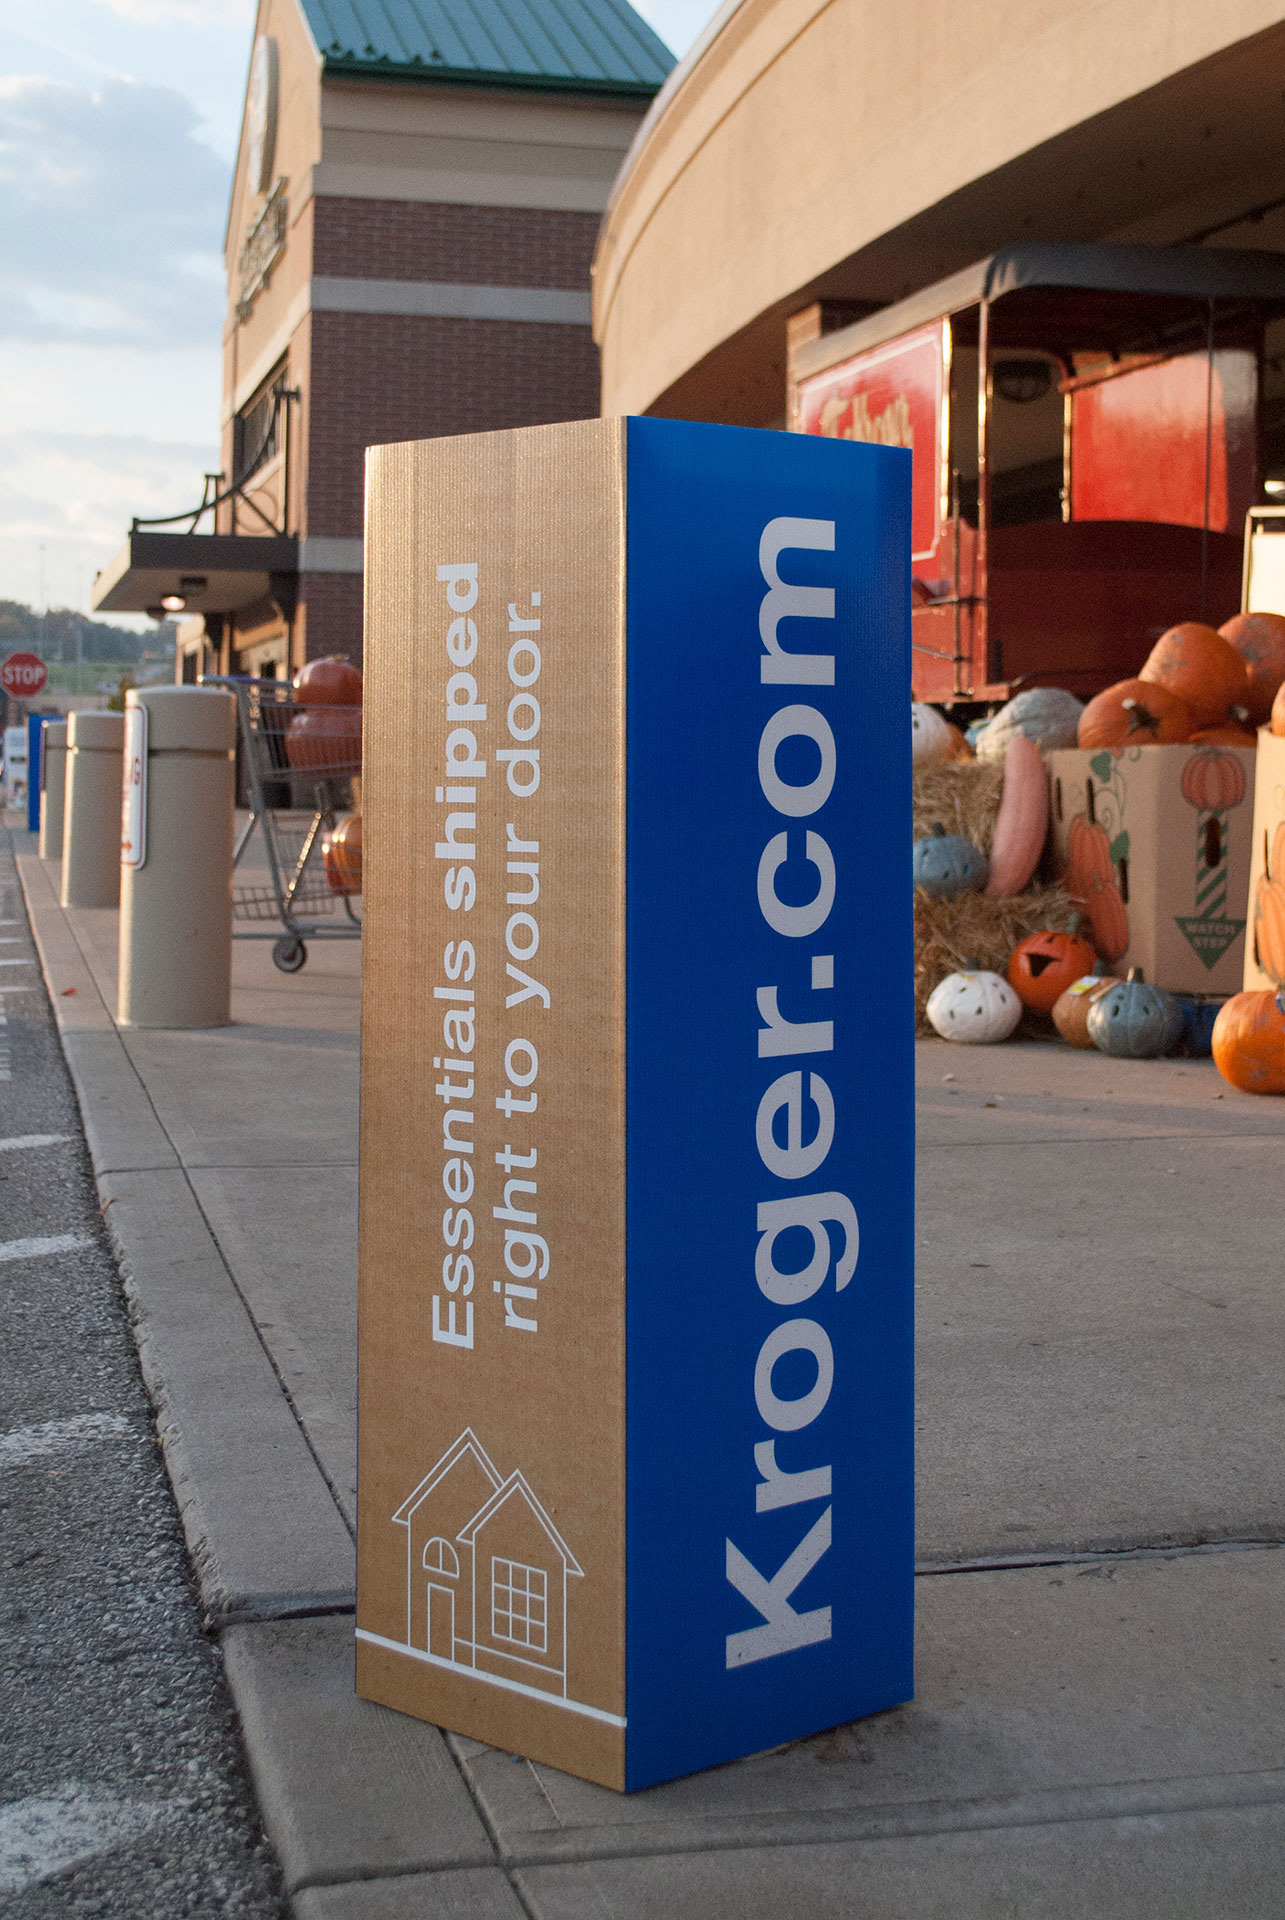 Essentials shipped
right to your door.
Kroger.com
STOP
WATCH
STEP